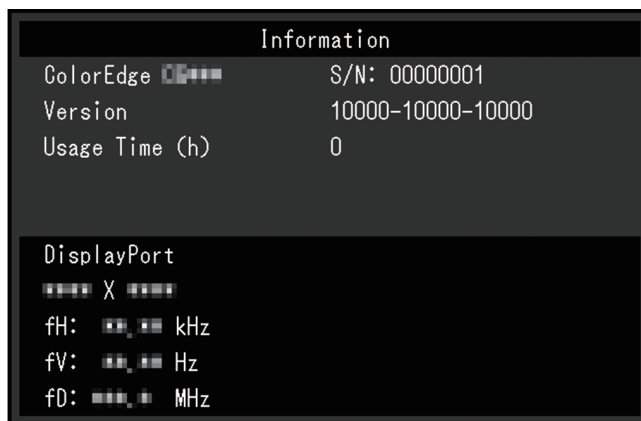 Information
ColorEdge S/N: 00000001
Version 10000-10000-10000
Usage Time (h) 0
DisplayPort
X
fH: kHz
fV: Hz
fD: MHz